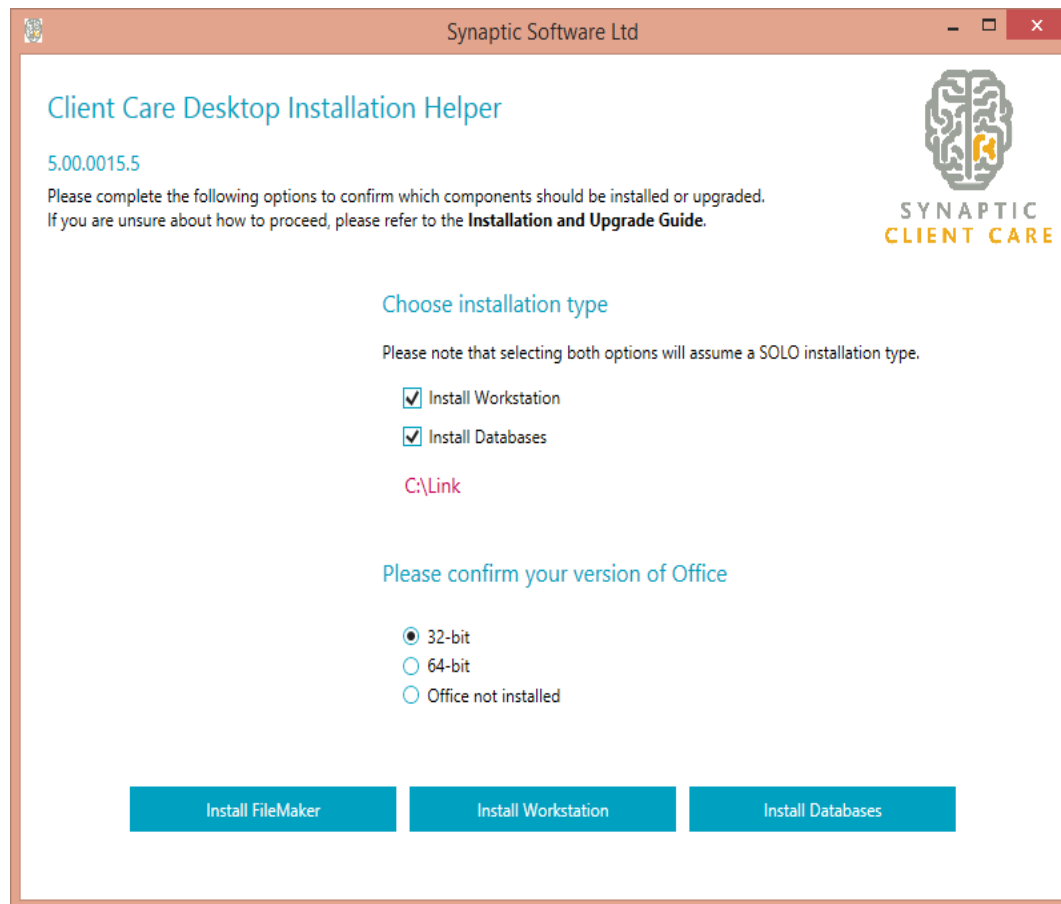 Synaptic Software Ltd
Client Care Desktop Installation Helper
5.00.0015.5
Please complete the following options to confirm which components should be installed or upgraded.
If you are unsure about how to proceed, please refer to the Installation and Upgrade Guide.
SYNAPTIC
CLIENT CARE
Choose installation type
Please note that selecting both options will assume a SOLO installation type.
Install Workstation
Install Databases
C:\Link
Please confirm your version of Office
32-bit
64-bit
Office not installed
Install FileMaker
Install Workstation
Install Databases